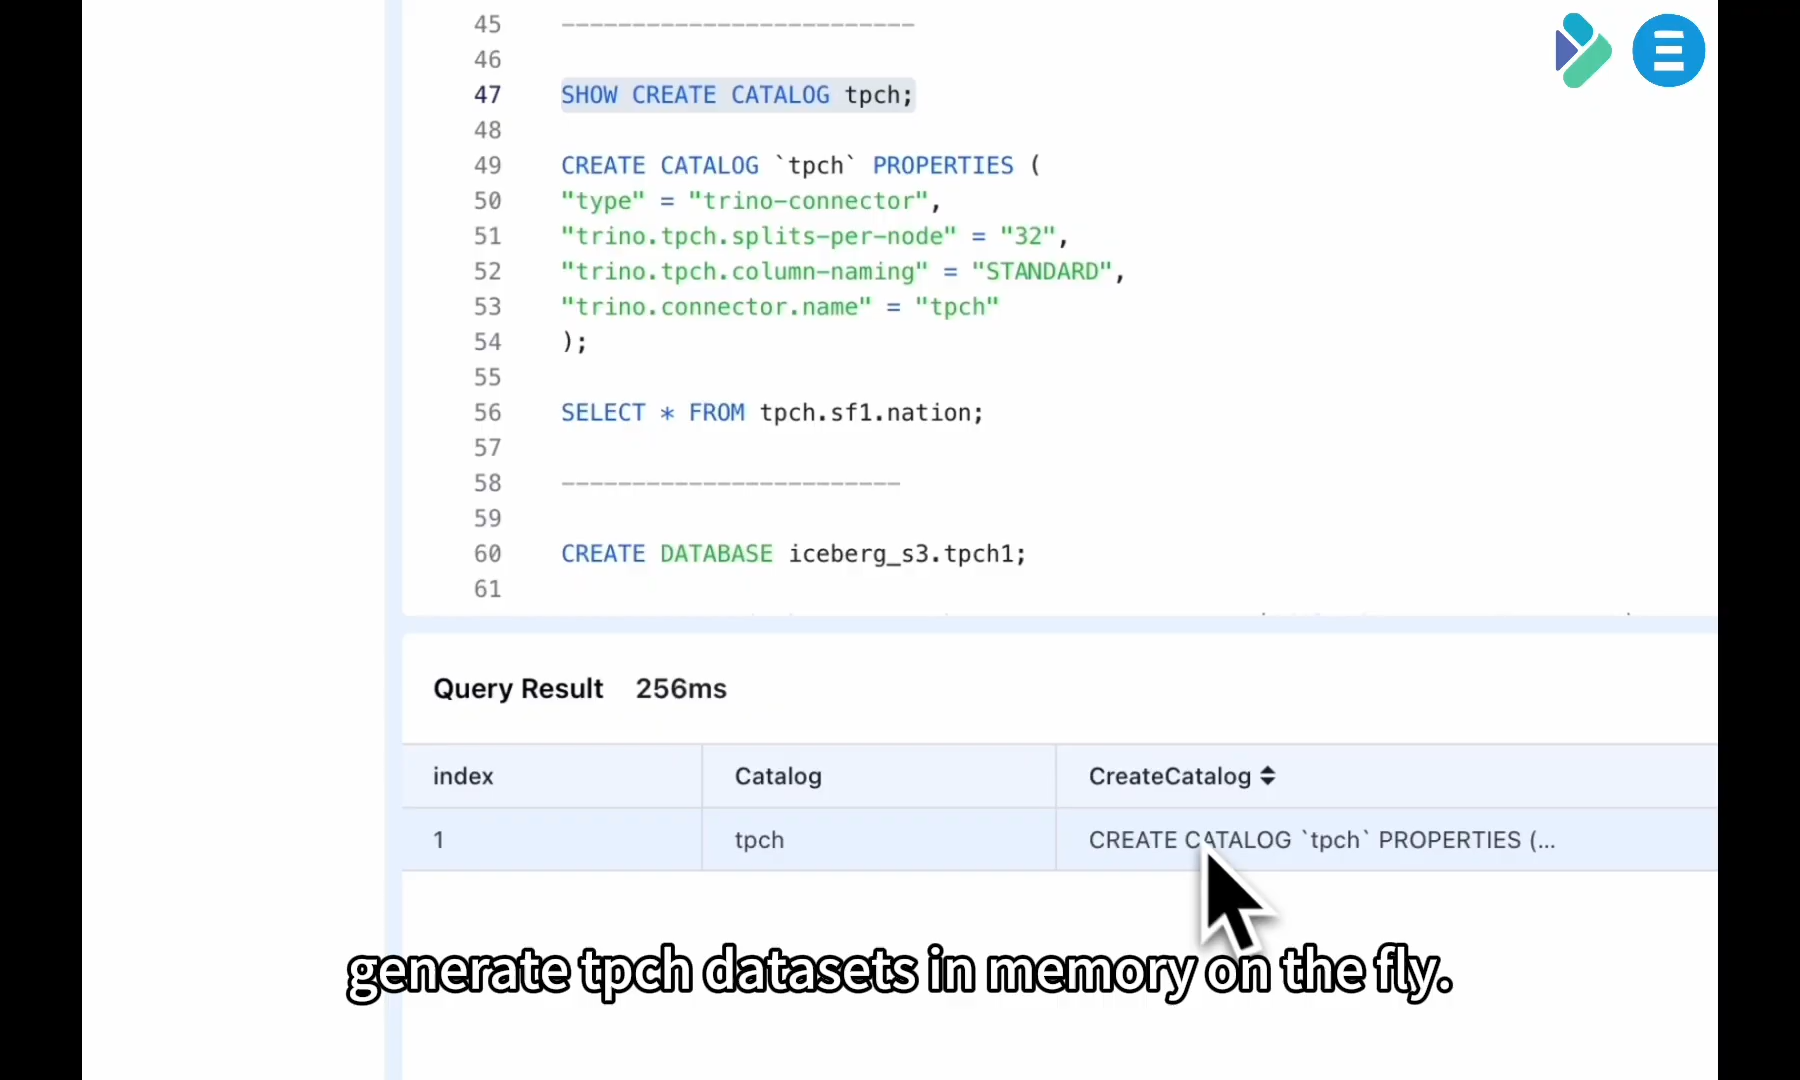 45 -------------------------
46
47 SHOW CREATE CATALOG tpch;
48
49 CREATE CATALOG `tpch` PROPERTIES (
50 "type" = "trino-connector",
51 "trino.tpch.splits-per-node" = "32",
52 "trino.tpch.column-naming" = "STANDARD",
53 "trino.connector.name" = "tpch"
54 );
55
56 SELECT * FROM tpch.sf1.nation;
57
58 ------------------------
59
60 CREATE DATABASE iceberg_s3.tpch1;
61
Query Result 256ms
index Catalog CreateCatalog
1 tpch CREATE CATALOG `tpch` PROPERTIES (...
generate tpch datasets in memory on the fly.